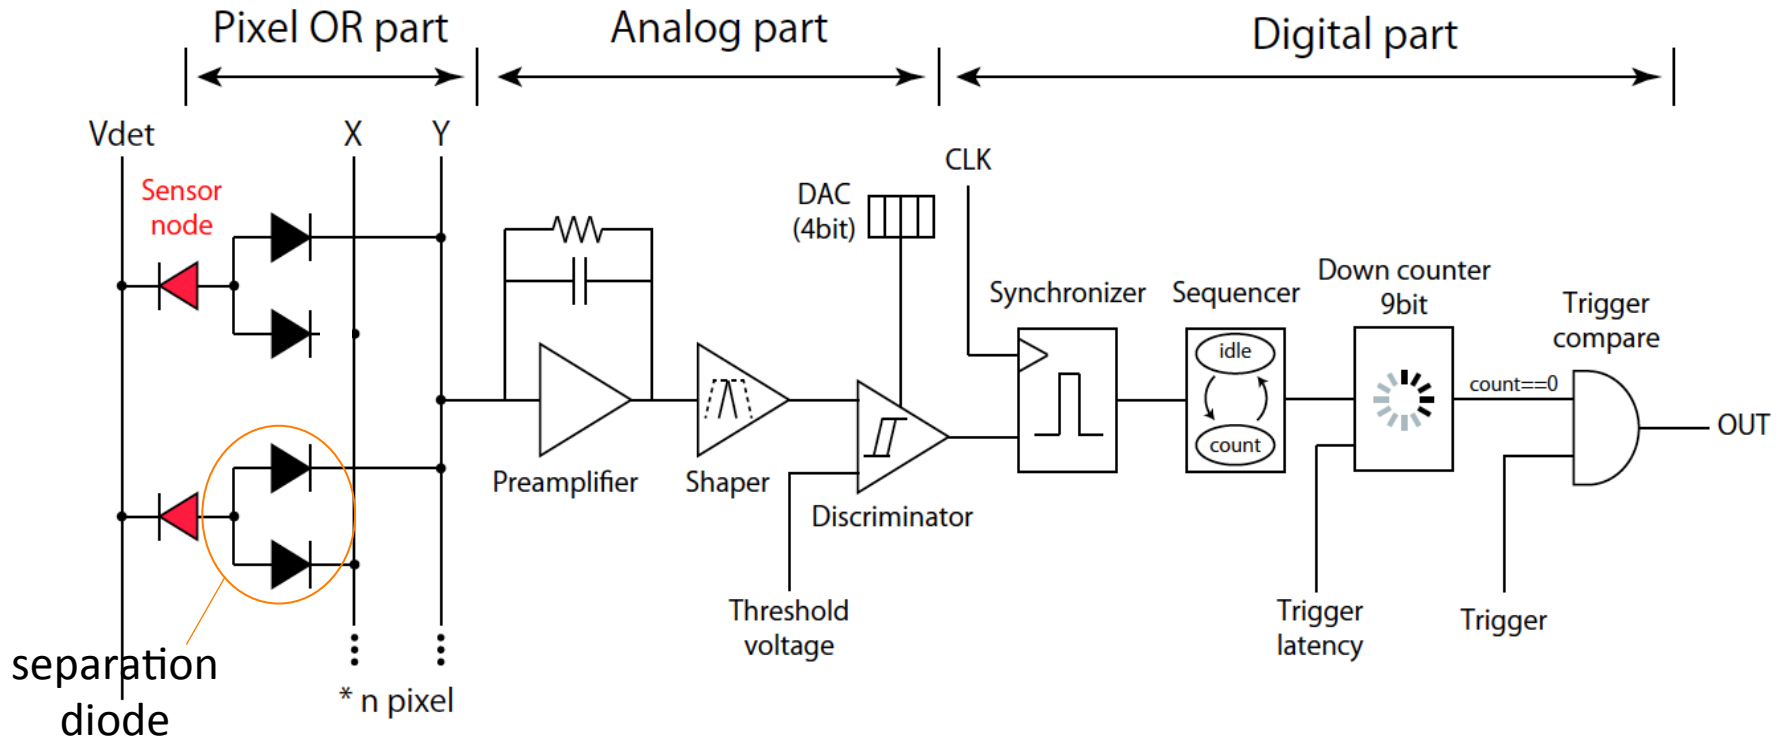 Pixel OR part
Analog part
Digital part
Vdet
X
Y
Sensor
node
separation
diode
* n pixel
Preamplifier
Shaper
DAC
(4bit)
Discriminator
Threshold
voltage
CLK
Synchronizer
Sequencer
idle
count
Down counter
9bit
Trigger
latency
count==0
Trigger
compare
Trigger
OUT